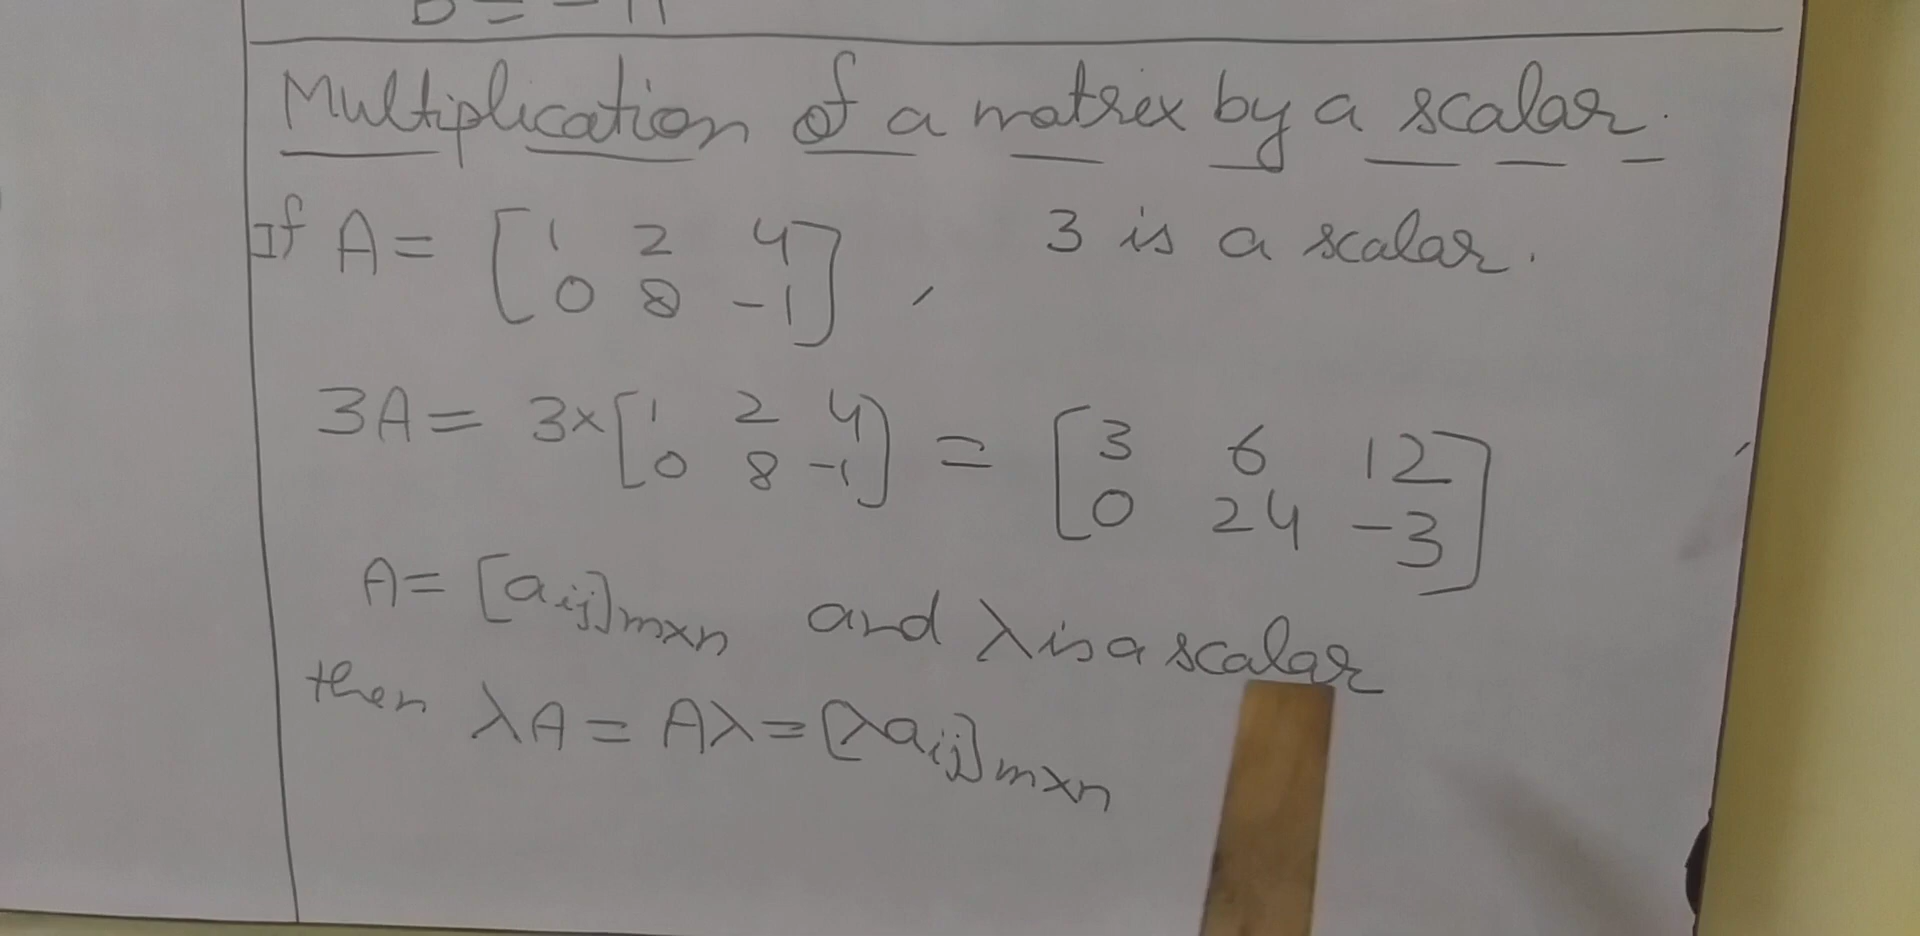 B = -A
Multiplication of a matrix by a scalar.
If A = [1 2 4
0 8 -1] , 3 is a scalar.
3A = 3×[1 2 4
0 8 -1] = [3 6 12
0 24 -3]
A = [aij]m×n and λ is a scalar
then λA = Aλ = [λaij]m×n